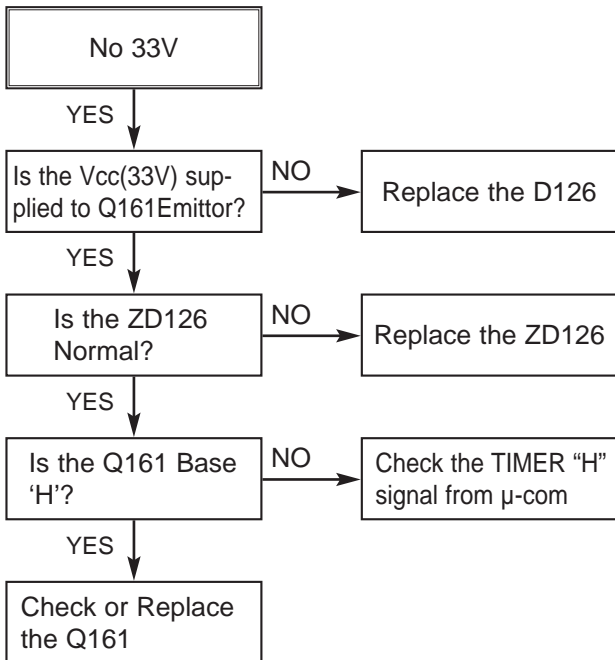 No 33V
YES
Is the Vcc(33V) sup-
plied to Q161Emittor?
NO
Replace the D126
YES
Is the ZD126
Normal?
NO
Replace the ZD126
YES
Is the Q161 Base
‘H’?
NO
Check the TIMER “H”
signal from µ-com
YES
Check or Replace
the Q161